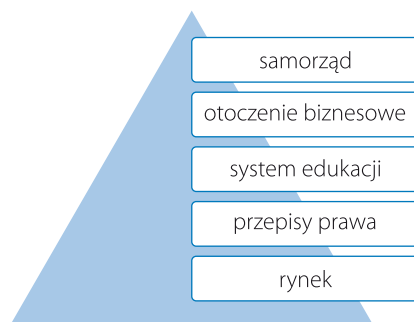 samorząd
otoczenie biznesowe
system edukacji
przepisy prawa
rynek